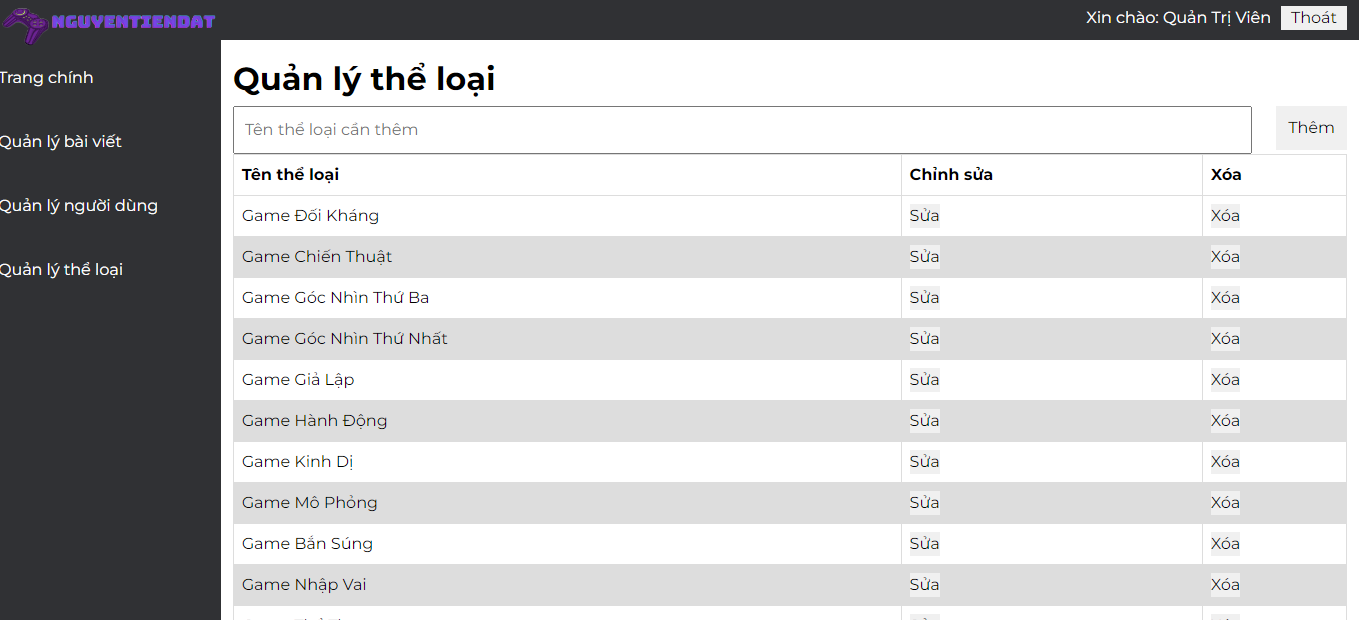 NGUYENTIENDAT
Xin chào: Quản Trị Viên Thoát
Trang chính
Quản lý bài viết
Quản lý người dùng
Quản lý thể loại
Quản lý thể loại
Tên thể loại cần thêm Thêm
Tên thể loại Chỉnh sửa Xóa
Game Đối Kháng Sửa Xóa
Game Chiến Thuật Sửa Xóa
Game Góc Nhìn Thứ Ba Sửa Xóa
Game Góc Nhìn Thứ Nhất Sửa Xóa
Game Giả Lập Sửa Xóa
Game Hành Động Sửa Xóa
Game Kinh Dị Sửa Xóa
Game Mô Phỏng Sửa Xóa
Game Bắn Súng Sửa Xóa
Game Nhập Vai Sửa Xóa